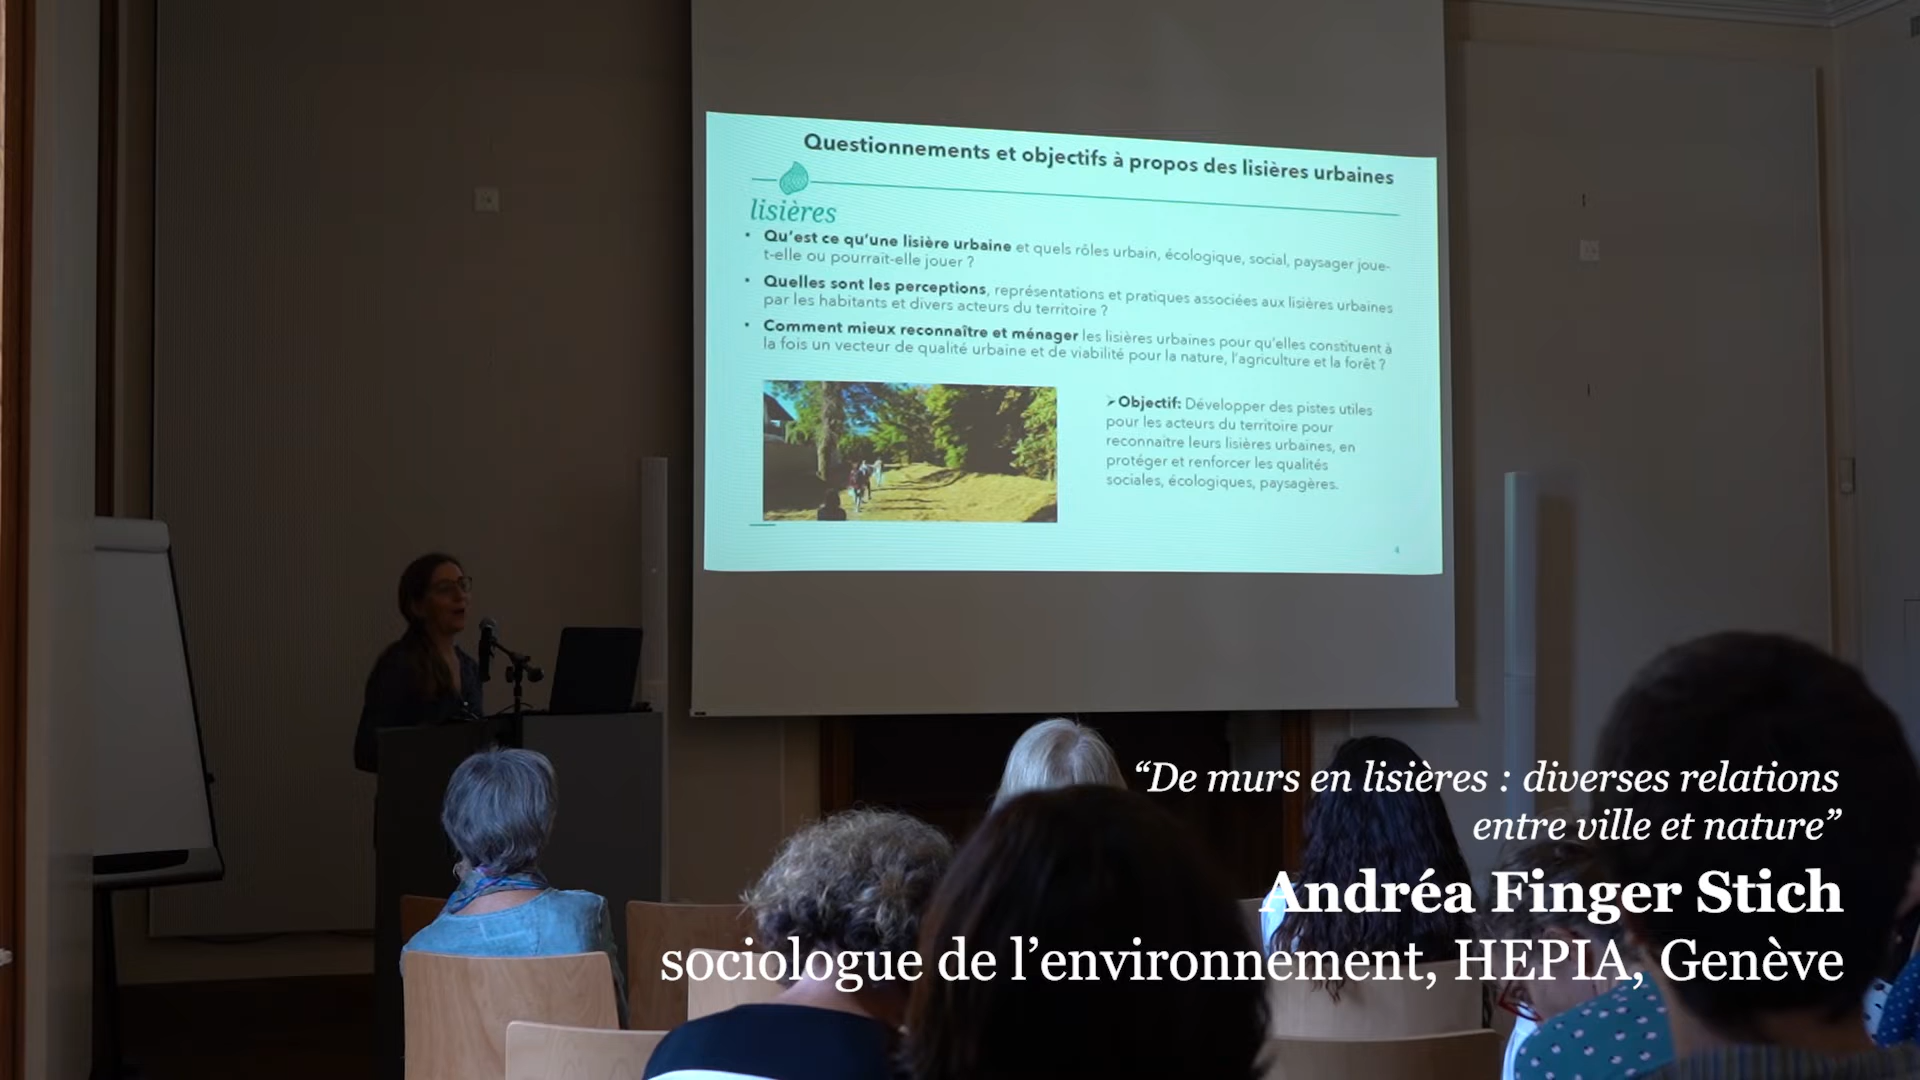 Questionnements et objectifs à propos des lisières urbaines
lisières
• Qu'est ce qu'une lisière urbaine et quels rôles urbain, écologique, social, paysager joue-
t-elle ou pourrait-elle jouer ?
• Quelles sont les perceptions, représentations et pratiques associées aux lisières urbaines
par les habitants et divers acteurs du territoire ?
• Comment mieux reconnaître et ménager les lisières urbaines pour qu'elles constituent à
la fois un vecteur de qualité urbaine et de viabilité pour la nature, l'agriculture et la forêt ?
➢Objectif: Développer des pistes utiles
pour les acteurs du territoire pour
reconnaitre leurs lisières urbaines, en
protéger et renforcer les qualités
sociales, écologiques, paysagères.
4
“De murs en lisières : diverses relations
entre ville et nature”
Andréa Finger Stich
sociologue de l’environnement, HEPIA, Genève